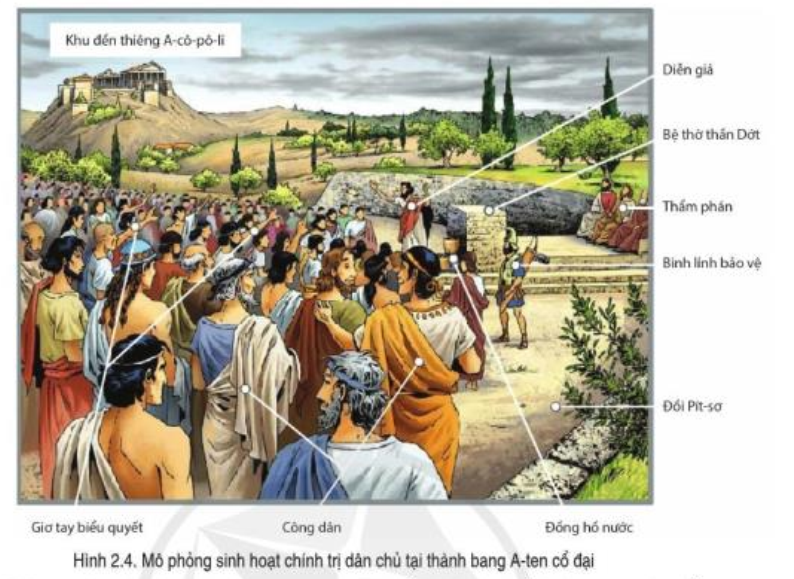 Khu đền thiêng A-cô-pô-li
Diễn giả
Bệ thờ thần Dớt
Thẩm phán
Binh lính bảo vệ
Đồi Pít-sơ
Giơ tay biểu quyết
Công dân
Đồng hồ nước
Hình 2.4. Mô phỏng sinh hoạt chính trị dân chủ tại thành bang A-ten cổ đại